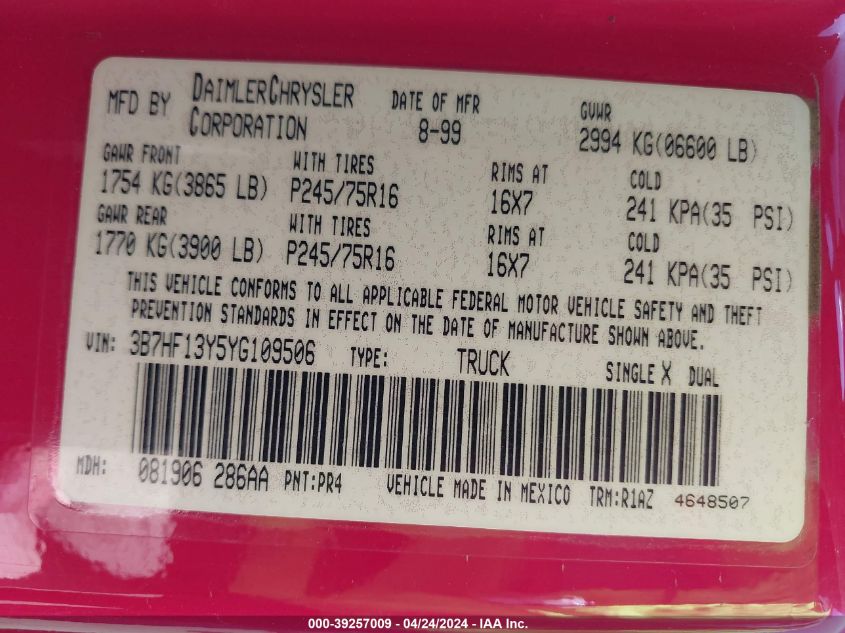 MFD BY DAIMLERCHRYSLER CORPORATION
DATE OF MFR 8-99
GVWR 2994 KG(06600 LB)
GAWR FRONT WITH TIRES RIMS AT COLD
1754 KG(3865 LB) P245/75R16 16X7 241 KPA(35 PSI)
GAWR REAR WITH TIRES RIMS AT COLD
1770 KG(3900 LB) P245/75R16 16X7 241 KPA(35 PSI)
THIS VEHICLE CONFORMS TO ALL APPLICABLE FEDERAL MOTOR VEHICLE SAFETY AND THEFT
PREVENTION STANDARDS IN EFFECT ON THE DATE OF MANUFACTURE SHOWN ABOVE.
VIN: 3B7HF13Y5YG109506 TYPE: TRUCK SINGLE X DUAL
MDH: 081906 286AA PNT:PR4 VEHICLE MADE IN MEXICO TRM:R1AZ 4648507
000-39257009 / 04/24/2024 - IAA Inc.